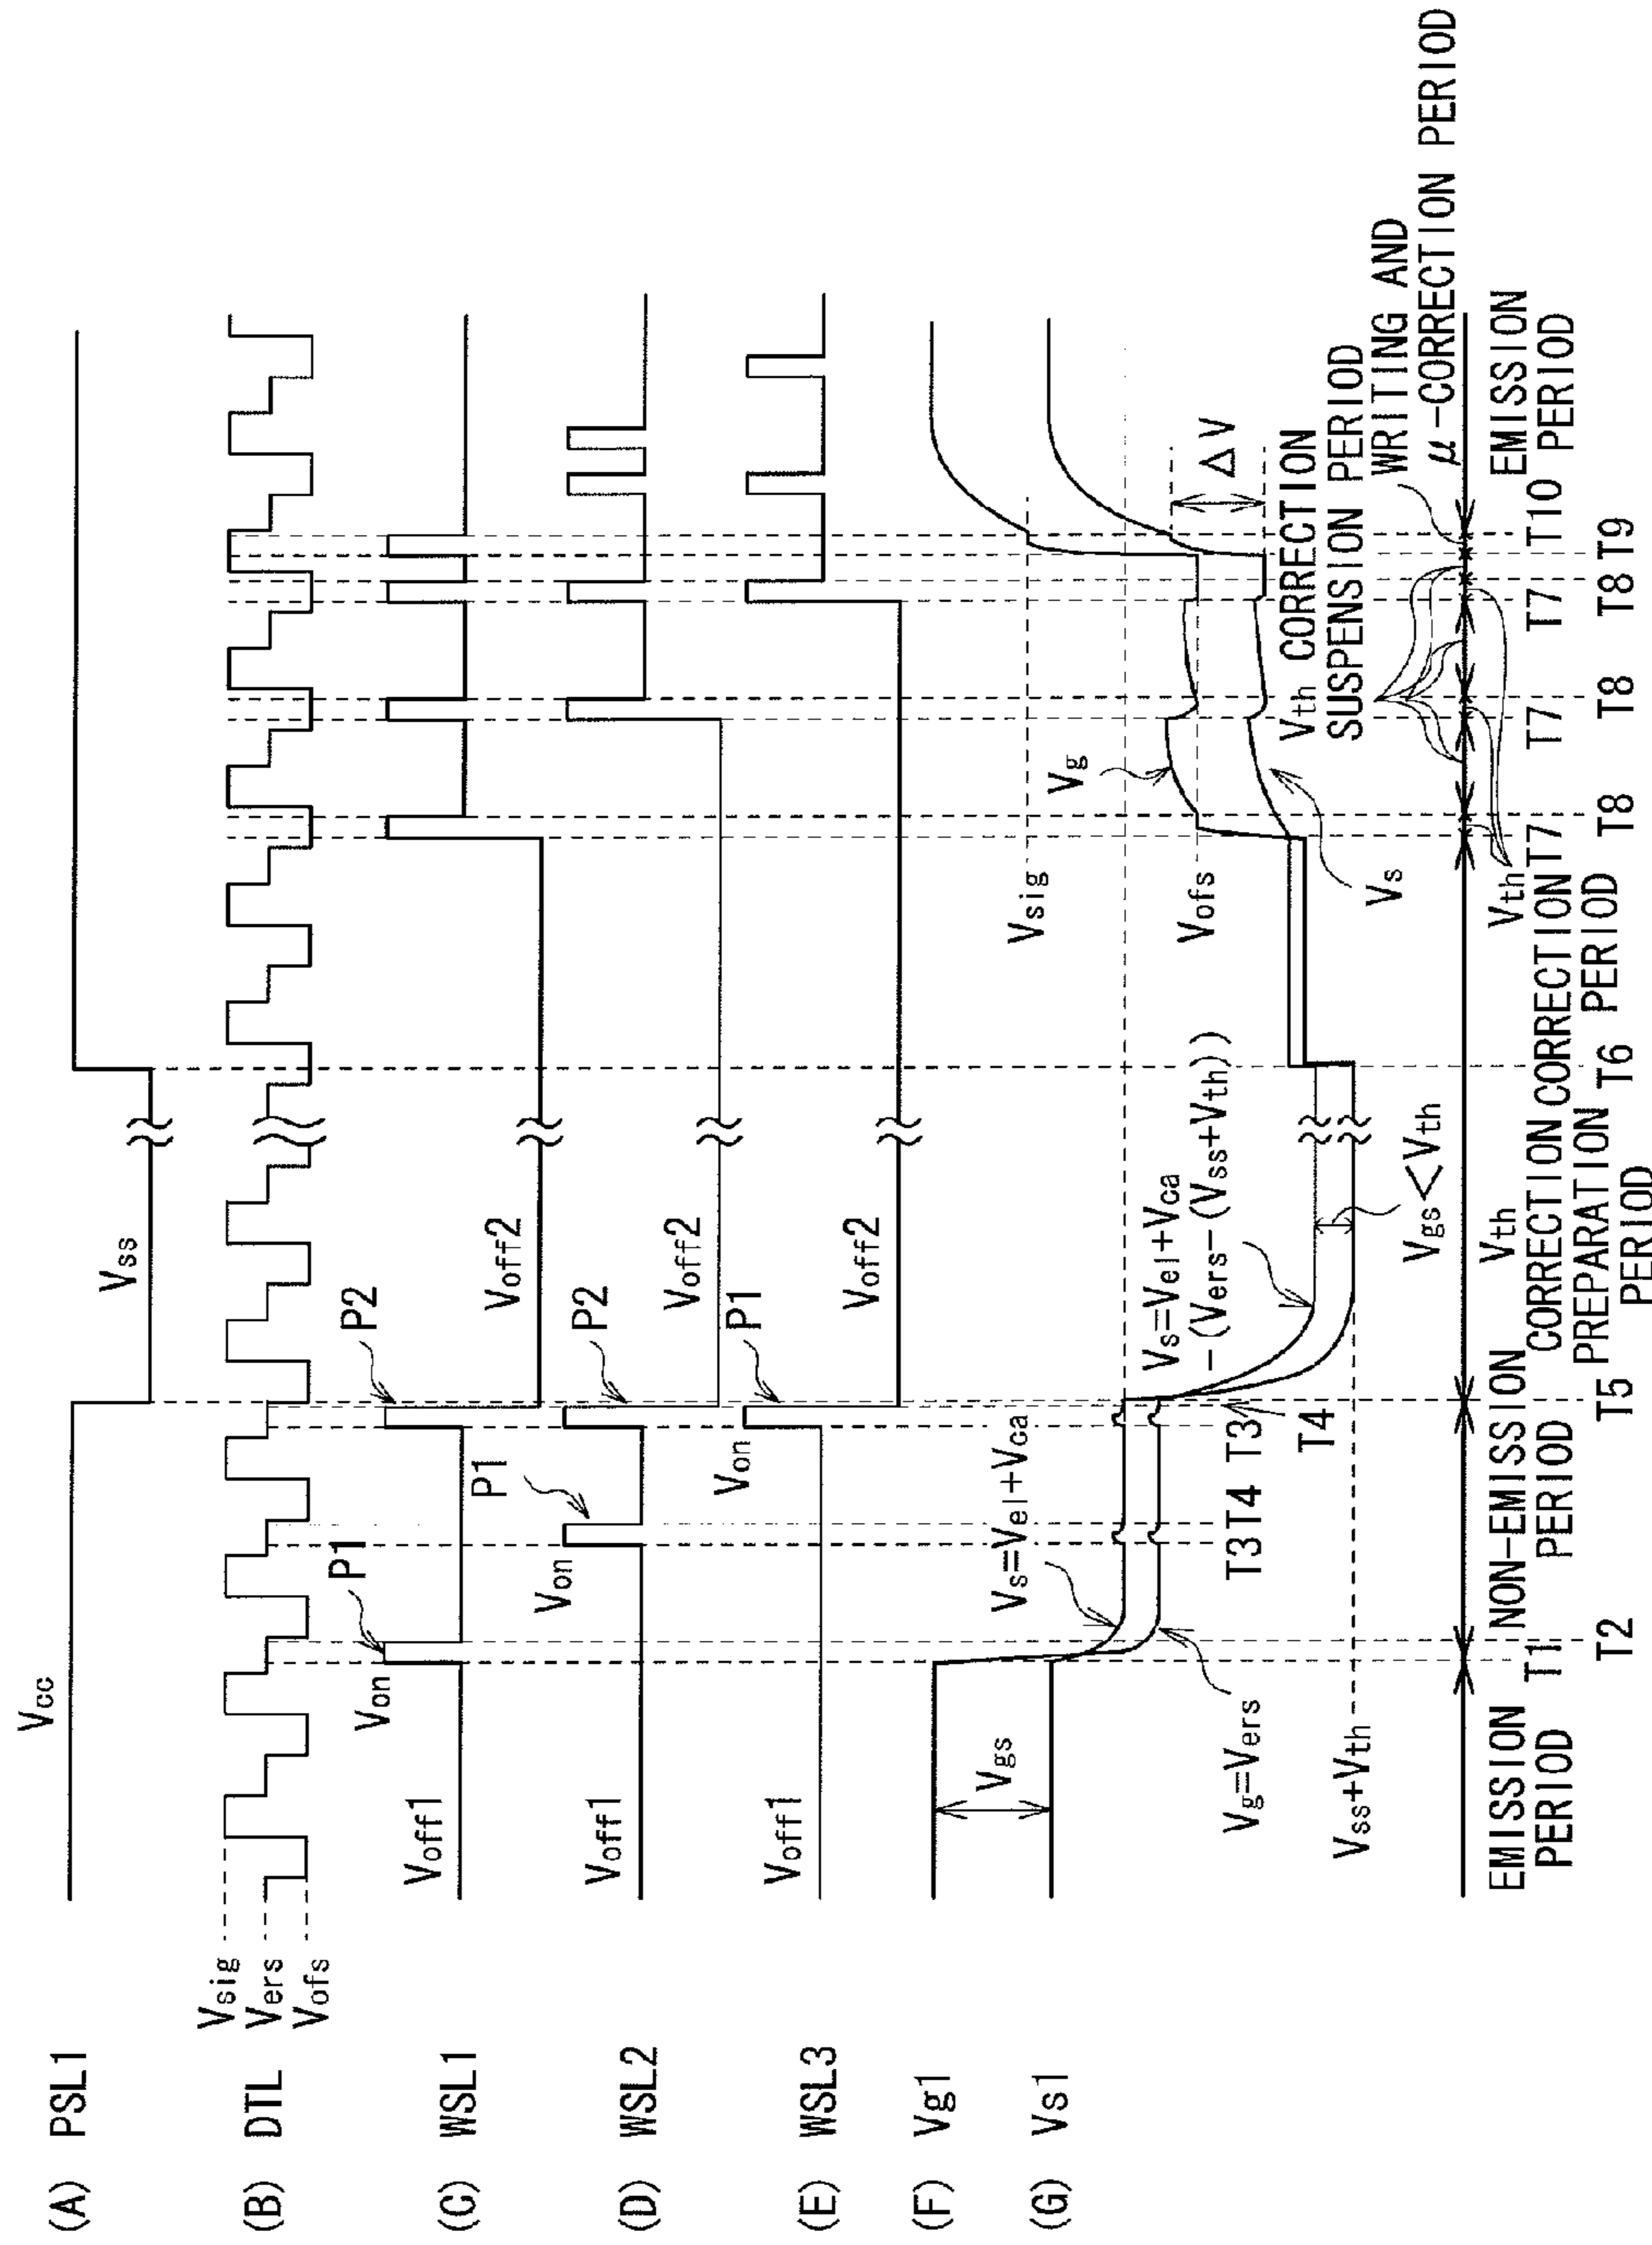 (A) PSL1
Vcc
Vss
(B) DTL
Vsig
Vers
Vofs
(C) WSL1
Voff1
Von
P1
P2
Voff2
(D) WSL2
Voff1
Von
P1
P2
Voff2
(E) WSL3
Voff1
Von
P1
Voff2
(F) Vg1
(G) Vs1
Vgs
Vs=Vel+Vca
Vg=Vers
Vss+Vth
T3 T4 T3
T4
Vs=Vel+Vca
-(Vers-(Vss+Vth))
Vgs<Vth
Vsig
Vofs
Vg
Vs
ΔV
Vth CORRECTION
SUSPENSION PERIOD
WRITING AND
μ-CORRECTION PERIOD
EMISSION
PERIOD
T1
T2
NON-EMISSION
PERIOD
T5
Vth
CORRECTION
PREPARATION
PERIOD
T6
Vth
CORRECTION
PERIOD
T7
T8
T7
T8
T7
T8
T9
T10
EMISSION
PERIOD